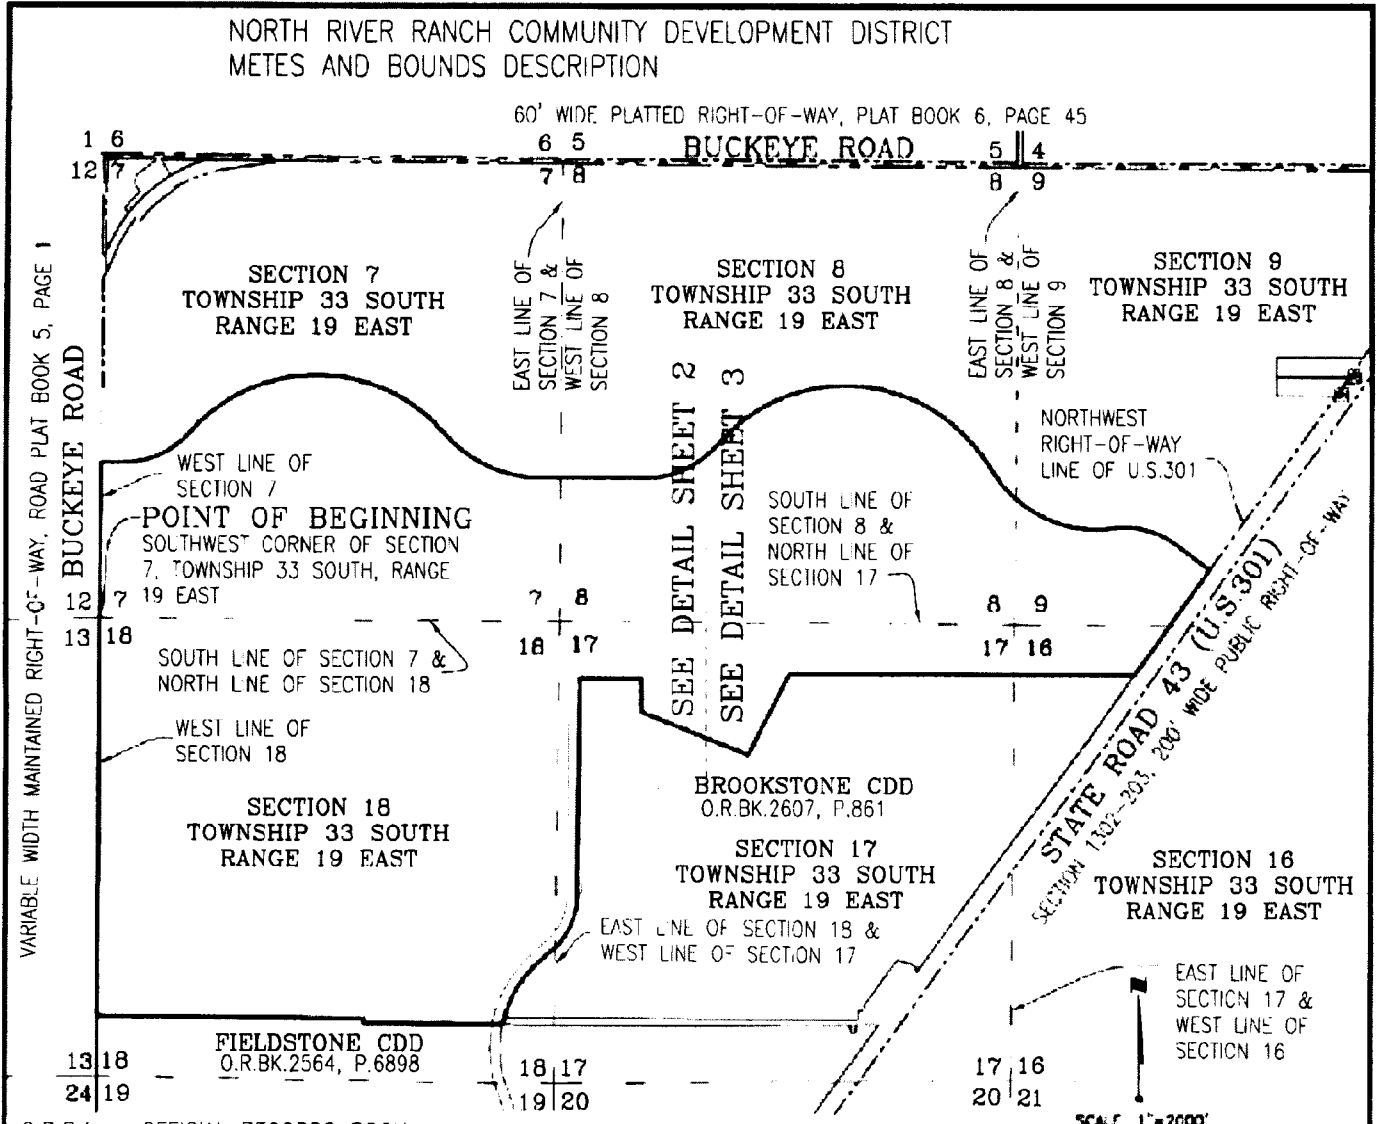 NORTH RIVER RANCH COMMUNITY DEVELOPMENT DISTRICT
METES AND BOUNDS DESCRIPTION
60' WIDE PLATTED RIGHT-OF-WAY, PLAT BOOK 6, PAGE 45
BUCKEYE ROAD
1 6
12 7
6 5
7 8
5 4
8 9
VARIABLE WIDTH MAINTAINED RIGHT-OF-WAY, ROAD PLAT BOOK 5, PAGE 1
BUCKEYE ROAD
SECTION 7
TOWNSHIP 33 SOUTH
RANGE 19 EAST
EAST LINE OF
SECTION 7 &
WEST LINE OF
SECTION 8
SECTION 8
TOWNSHIP 33 SOUTH
RANGE 19 EAST
EAST LINE OF
SECTION 8 &
WEST LINE OF
SECTION 9
SECTION 9
TOWNSHIP 33 SOUTH
RANGE 19 EAST
SEE DETAIL SHEET 2
SEE DETAIL SHEET 3
NORTHWEST
RIGHT-OF-WAY
LINE OF U.S.301
WEST LINE OF
SECTION 7
POINT OF BEGINNING
SOUTHWEST CORNER OF SECTION
7, TOWNSHIP 33 SOUTH, RANGE
19 EAST
SOUTH LINE OF
SECTION 8 &
NORTH LINE OF
SECTION 17
12 7
13 18
7 8
18 17
8 9
17 16
SOUTH LINE OF SECTION 7 &
NORTH LINE OF SECTION 18
WEST LINE OF
SECTION 18
STATE ROAD 43 (U.S.301)
SECTION 1302-203, 200' WIDE PUBLIC RIGHT-OF-WAY
BROOKSTONE CDD
O.R.BK.2607, P.861
SECTION 18
TOWNSHIP 33 SOUTH
RANGE 19 EAST
SECTION 17
TOWNSHIP 33 SOUTH
RANGE 19 EAST
SECTION 16
TOWNSHIP 33 SOUTH
RANGE 19 EAST
EAST LINE OF SECTION 18 &
WEST LINE OF SECTION 17
EAST LINE OF
SECTION 17 &
WEST LINE OF
SECTION 16
FIELDSTONE CDD
O.R.BK.2564, P.6898
13 18
24 19
18 17
19 20
17 16
20 21
SCALE 1"=2000'